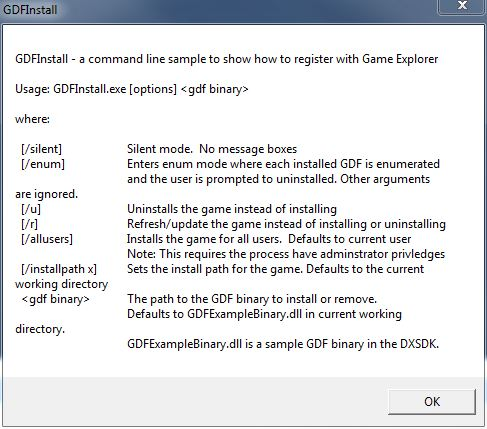 GDFInstall
GDFInstall - a command line sample to show how to register with Game Explorer
Usage: GDFInstall.exe [options] <gdf binary>
where:
[/silent] Silent mode. No message boxes
[/enum] Enters enum mode where each installed GDF is enumerated
and the user is prompted to uninstalled. Other arguments
are ignored.
[/u] Uninstalls the game instead of installing
[/r] Refresh/update the game instead of installing or uninstalling
[/allusers] Installs the game for all users. Defaults to current user
Note: This requires the process have adminstrator privledges
[/installpath x] Sets the install path for the game. Defaults to the current
working directory
<gdf binary> The path to the GDF binary to install or remove.
Defaults to GDFExampleBinary.dll in current working
directory.
GDFExampleBinary.dll is a sample GDF binary in the DXSDK.
OK